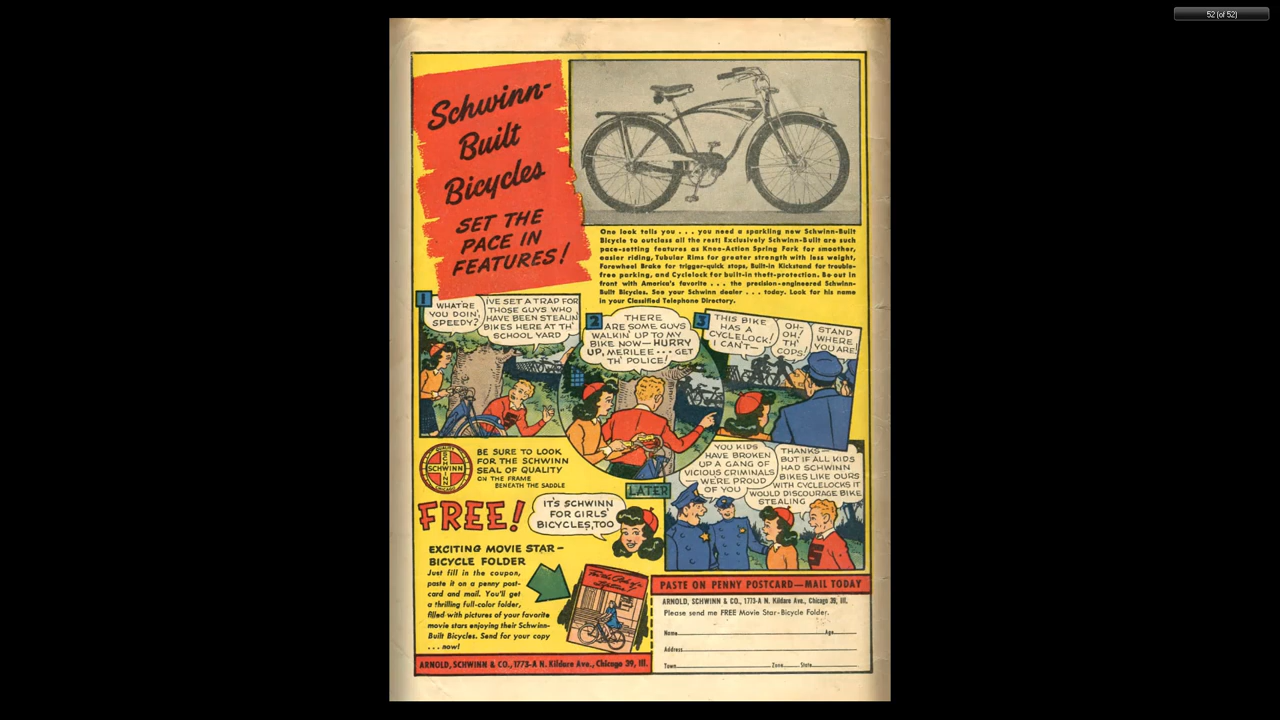 52 (of 52)
Schwinn-
Built
Bicycles
SET THE
PACE IN
FEATURES!
One look tells you . . . you need a sparkling new Schwinn-Built
Bicycle to outclass all the rest! Exclusively Schwinn-Built are such
pace-setting features as Knee-Action Spring Fork for smoother,
easier riding, Tubular Rims for greater strength with less weight,
Forewheel Brake for trigger-quick stops, Built-in Kickstand for trouble-
free parking, and Cyclelock for built-in theft-protection. Be out in
front with America's favorite . . . the precision-engineered Schwinn-
Built Bicycles. See your Schwinn dealer . . . today. Look for his name
in your Classified Telephone Directory.
1
WHAT'RE
YOU DOIN',
SPEEDY?
I'VE SET A TRAP FOR
THOSE GUYS WHO
HAVE BEEN STEALIN'
BIKES HERE AT TH'
SCHOOL YARD
2
THERE
ARE SOME GUYS
WALKIN' UP TO MY
BIKE NOW—HURRY
UP, MERILEE---GET
TH' POLICE!
3
THIS BIKE
HAS A
CYCLELOCK!
I CAN'T—
OH-
OH!
TH'
COPS!
STAND
WHERE
YOU ARE!
QUALITY
SCHWINN
SCHWINN
CHICAGO
BE SURE TO LOOK
FOR THE SCHWINN
SEAL OF QUALITY
ON THE FRAME
BENEATH THE SADDLE
LATER
YOU KIDS
HAVE BROKEN
UP A GANG OF
VICIOUS CRIMINALS
—WE'RE PROUD
OF YOU
THANKS—
BUT IF ALL KIDS
HAD SCHWINN
BIKES LIKE OURS
WITH CYCLELOCKS IT
WOULD DISCOURAGE BIKE
STEALING
S
FREE!
IT'S SCHWINN
FOR GIRLS'
BICYCLES, TOO
EXCITING MOVIE STAR—
BICYCLE FOLDER
Just fill in the coupon,
paste it on a penny post-
card and mail. You'll get
a thrilling full-color folder,
filled with pictures of your favorite
movie stars enjoying their Schwinn-
Built Bicycles. Send for your copy
. . . now!
ARNOLD, SCHWINN & CO., 1773-A N. Kildare Ave., Chicago 39, Ill.
PASTE ON PENNY POSTCARD—MAIL TODAY
ARNOLD, SCHWINN & CO., 1773-A N. Kildare Ave., Chicago 39, Ill.
Please send me FREE Movie Star-Bicycle Folder.
Name Age
Address
Town Zone State